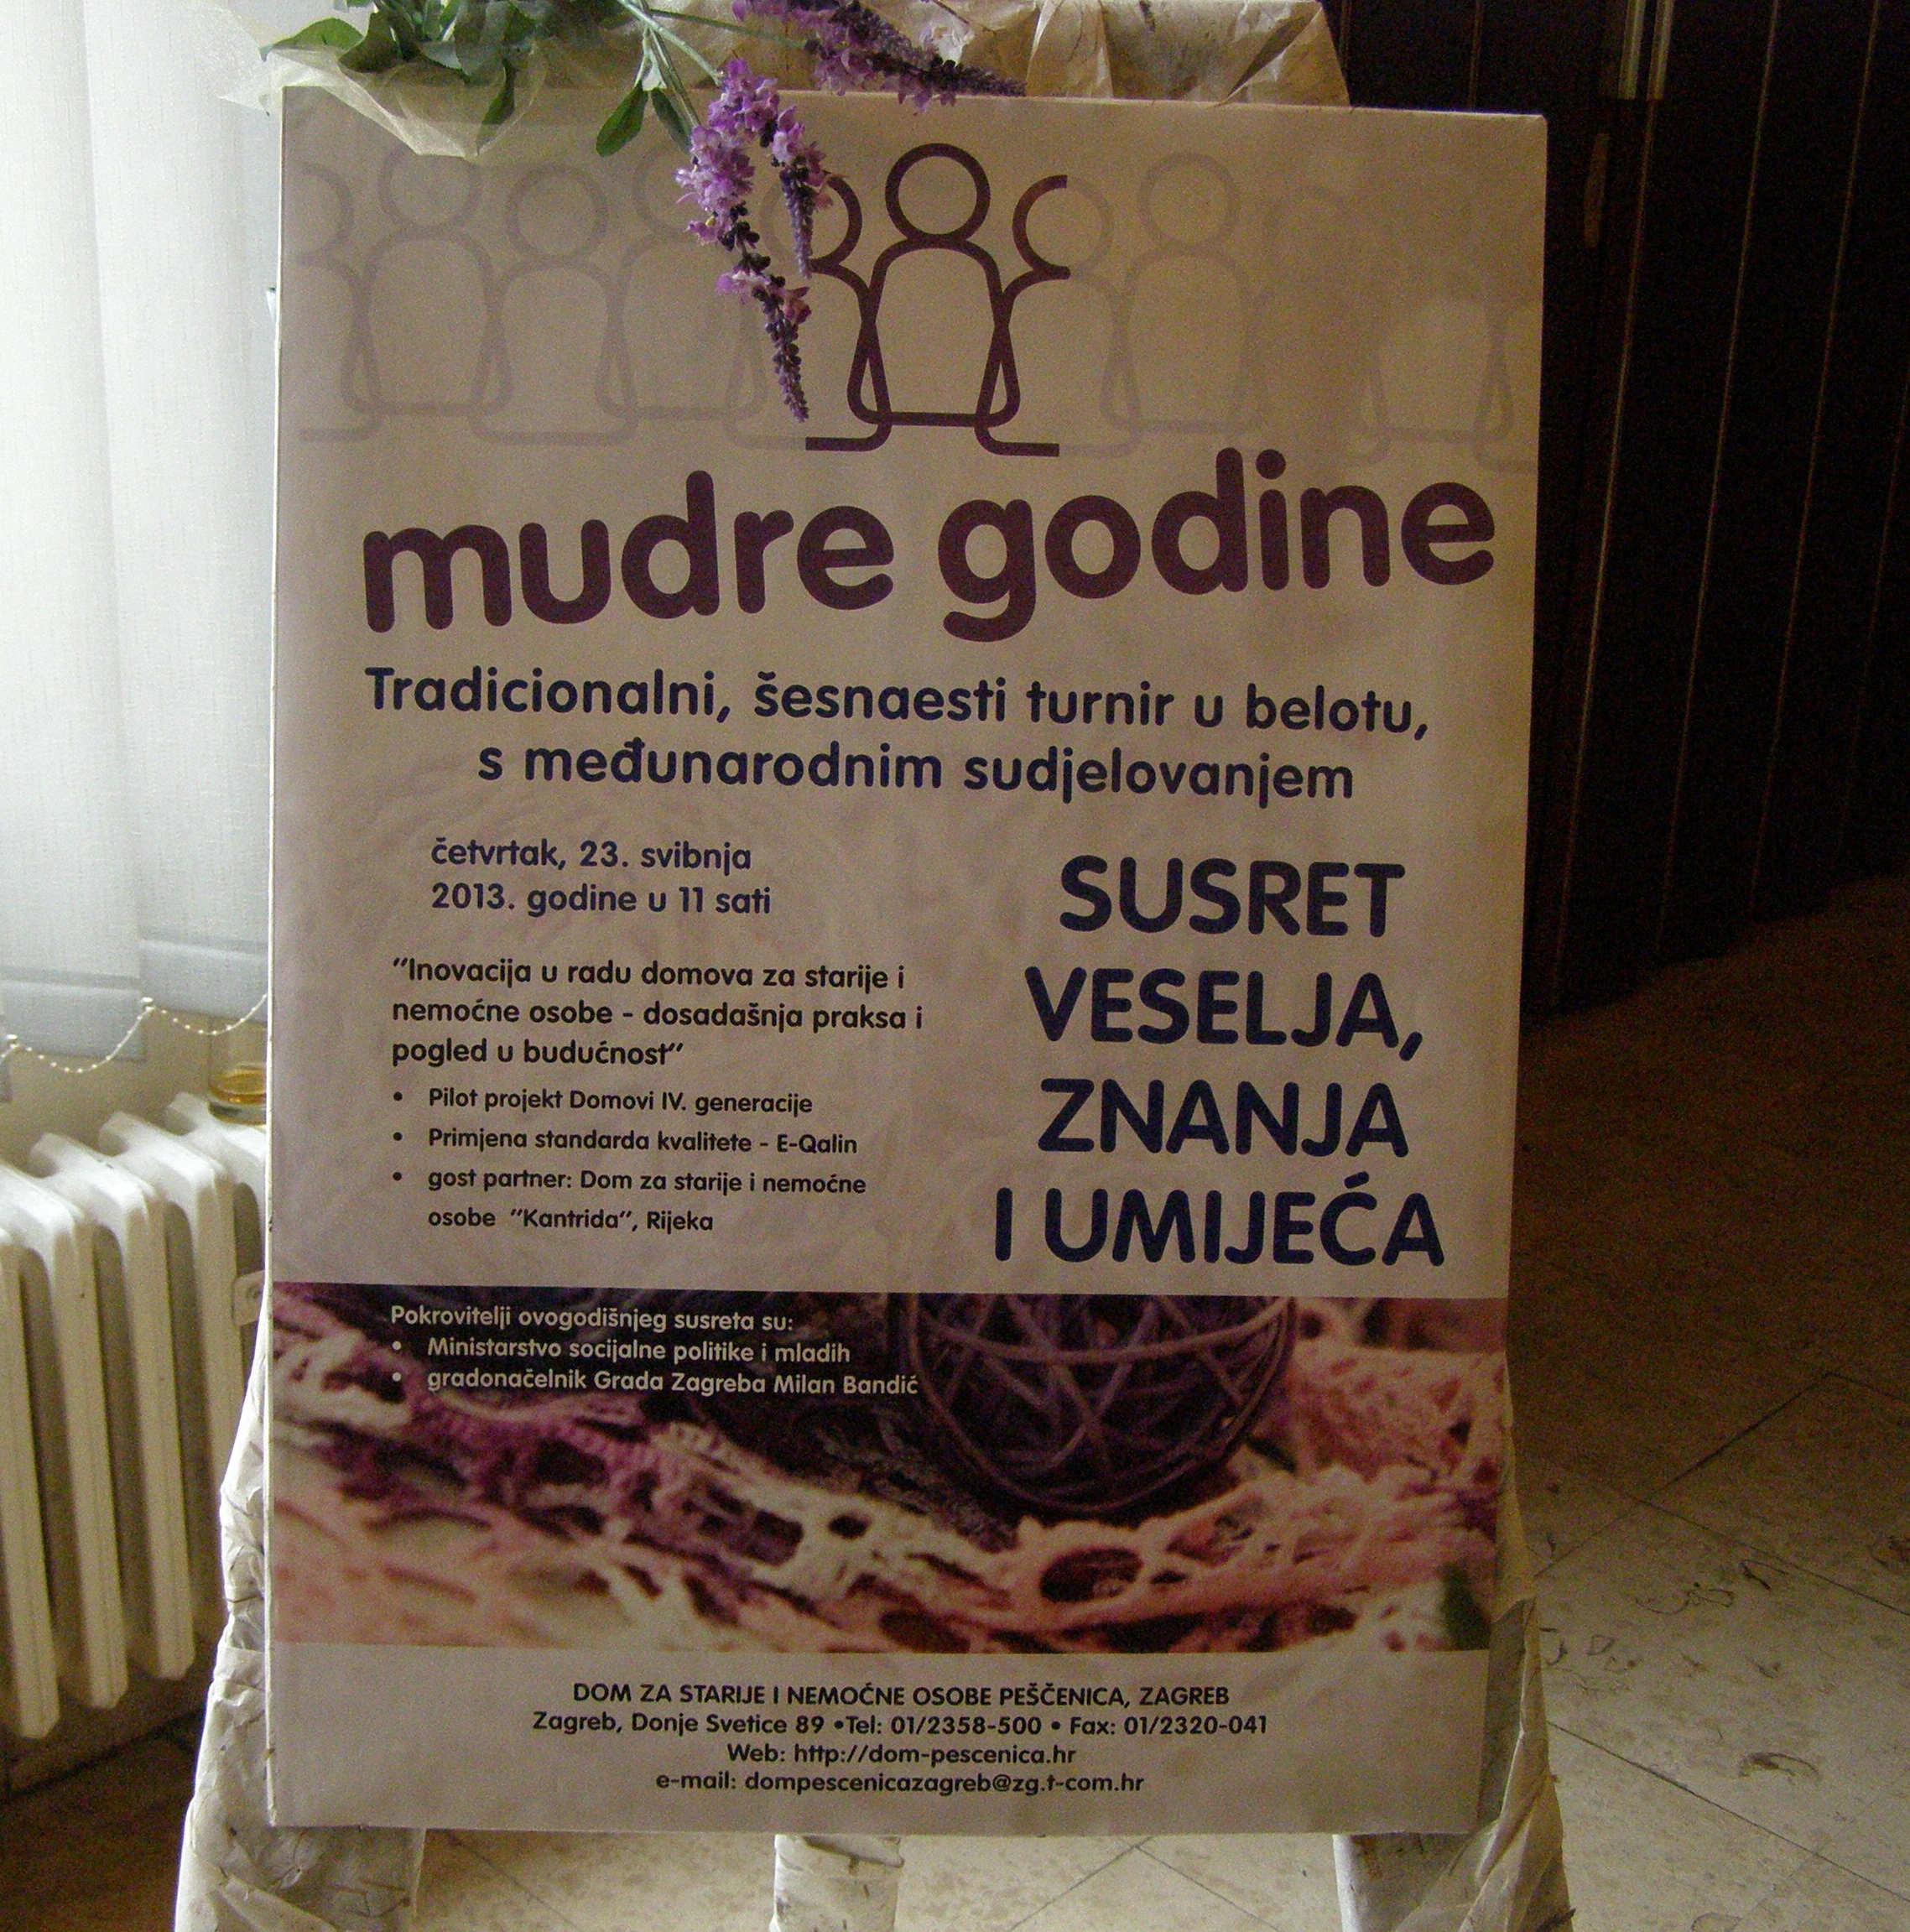 mudre godine
Tradicionalni, šesnaesti turnir u belotu,
s međunarodnim sudjelovanjem
četvrtak, 23. svibnja
2013. godine u 11 sati
“Inovacija u radu domova za starije i
nemoćne osobe - dosadašnja praksa i
pogled u budućnost”
• Pilot projekt Domovi IV. generacije
• Primjena standarda kvalitete - E-Qalin
• gost partner: Dom za starije i nemoćne
osobe “Kantrida”, Rijeka
SUSRET
VESELJA,
ZNANJA
I UMIJEĆA
Pokrovitelji ovogodišnjeg susreta su:
• Ministarstvo socijalne politike i mladih
• gradonačelnik Grada Zagreba Milan Bandić
DOM ZA STARIJE I NEMOĆNE OSOBE PEŠČENICA, ZAGREB
Zagreb, Donje Svetice 89 •Tel: 01/2358-500 • Fax: 01/2320-041
Web: http://dom-pescenica.hr
e-mail: dompescenicazagreb@zg.t-com.hr